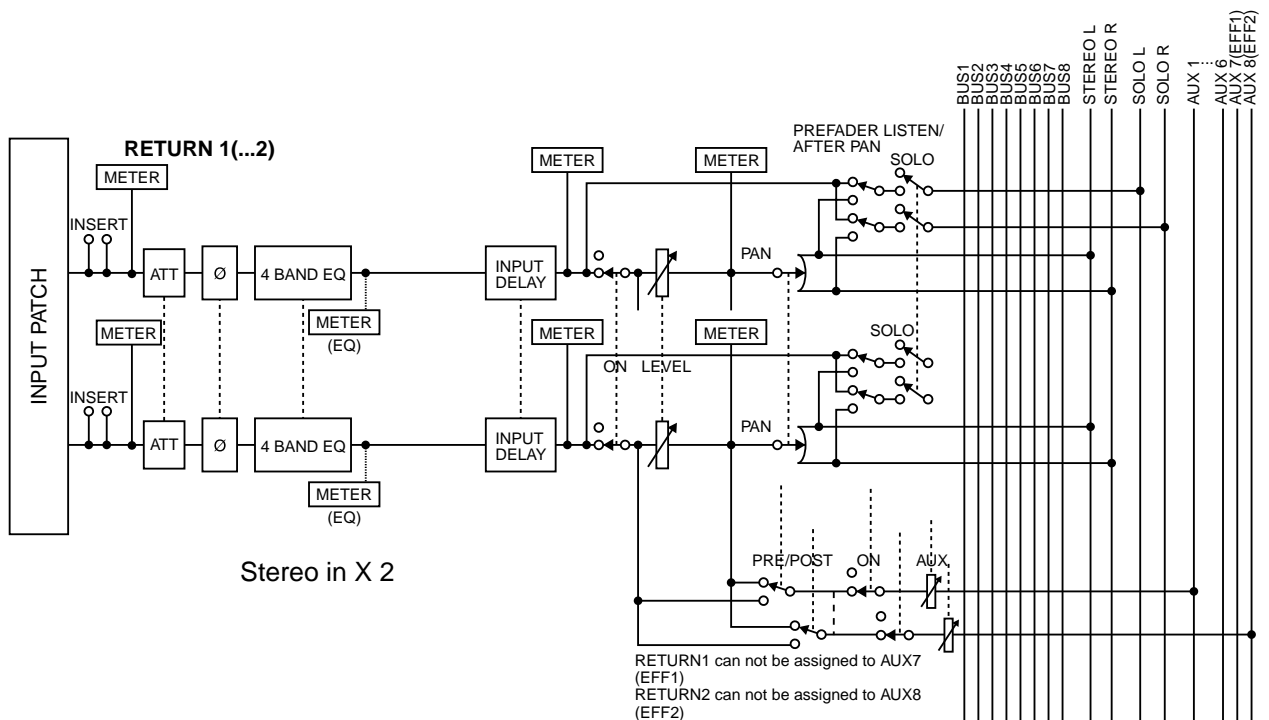 BUS1
BUS2
BUS3
BUS4
BUS5
BUS6
BUS7
BUS8
STEREO L
STEREO R
SOLO L
SOLO R
AUX 1
...
AUX 6
AUX 7(EFF1)
AUX 8(EFF2)
INPUT PATCH
RETURN 1(...2)
METER
METER
METER
PREFADER LISTEN/
AFTER PAN
SOLO
INSERT
ATT
Ø
4 BAND EQ
METER
(EQ)
INPUT
DELAY
PAN
METER
METER
METER
SOLO
ON
LEVEL
INSERT
ATT
Ø
4 BAND EQ
METER
(EQ)
INPUT
DELAY
PAN
Stereo in X 2
PRE/POST
ON
AUX
RETURN1 can not be assigned to AUX7
(EFF1)
RETURN2 can not be assigned to AUX8
(EFF2)